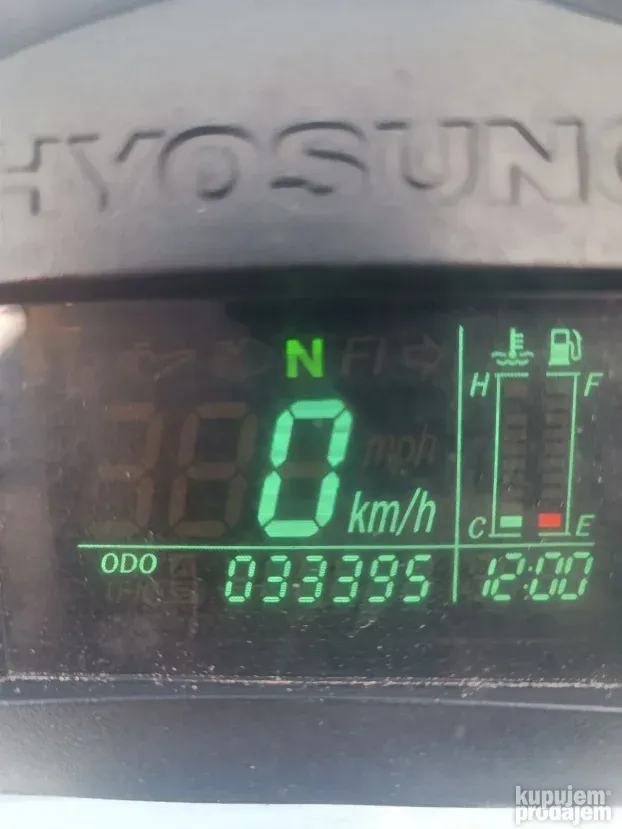 HYOSUNG
N FI
H F
0 mph
km/h
C E
ODO 033395 12:00
kupujem
prodajem